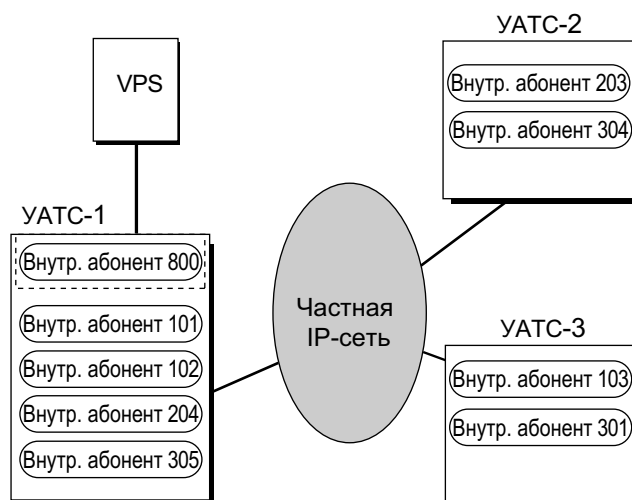 VPS
УАТС-1
Внутр. абонент 800
Внутр. абонент 101
Внутр. абонент 102
Внутр. абонент 204
Внутр. абонент 305
Частная
IP-сеть
УАТС-2
Внутр. абонент 203
Внутр. абонент 304
УАТС-3
Внутр. абонент 103
Внутр. абонент 301